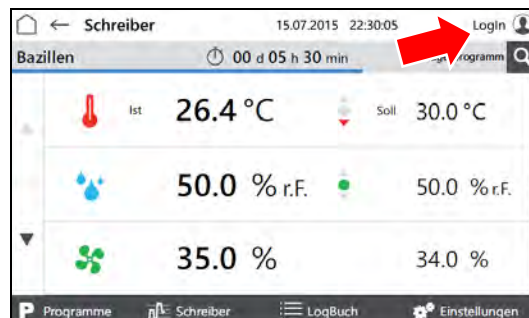 ← Schreiber 15.07.2015 22:30:05 Login
Bazillen 00 d 05 h 30 min programm
Ist 26.4 °C Soll 30.0 °C
50.0 % r.F. 50.0 % r.F.
35.0 % 34.0 %
P Programme Schreiber LogBuch Einstellungen